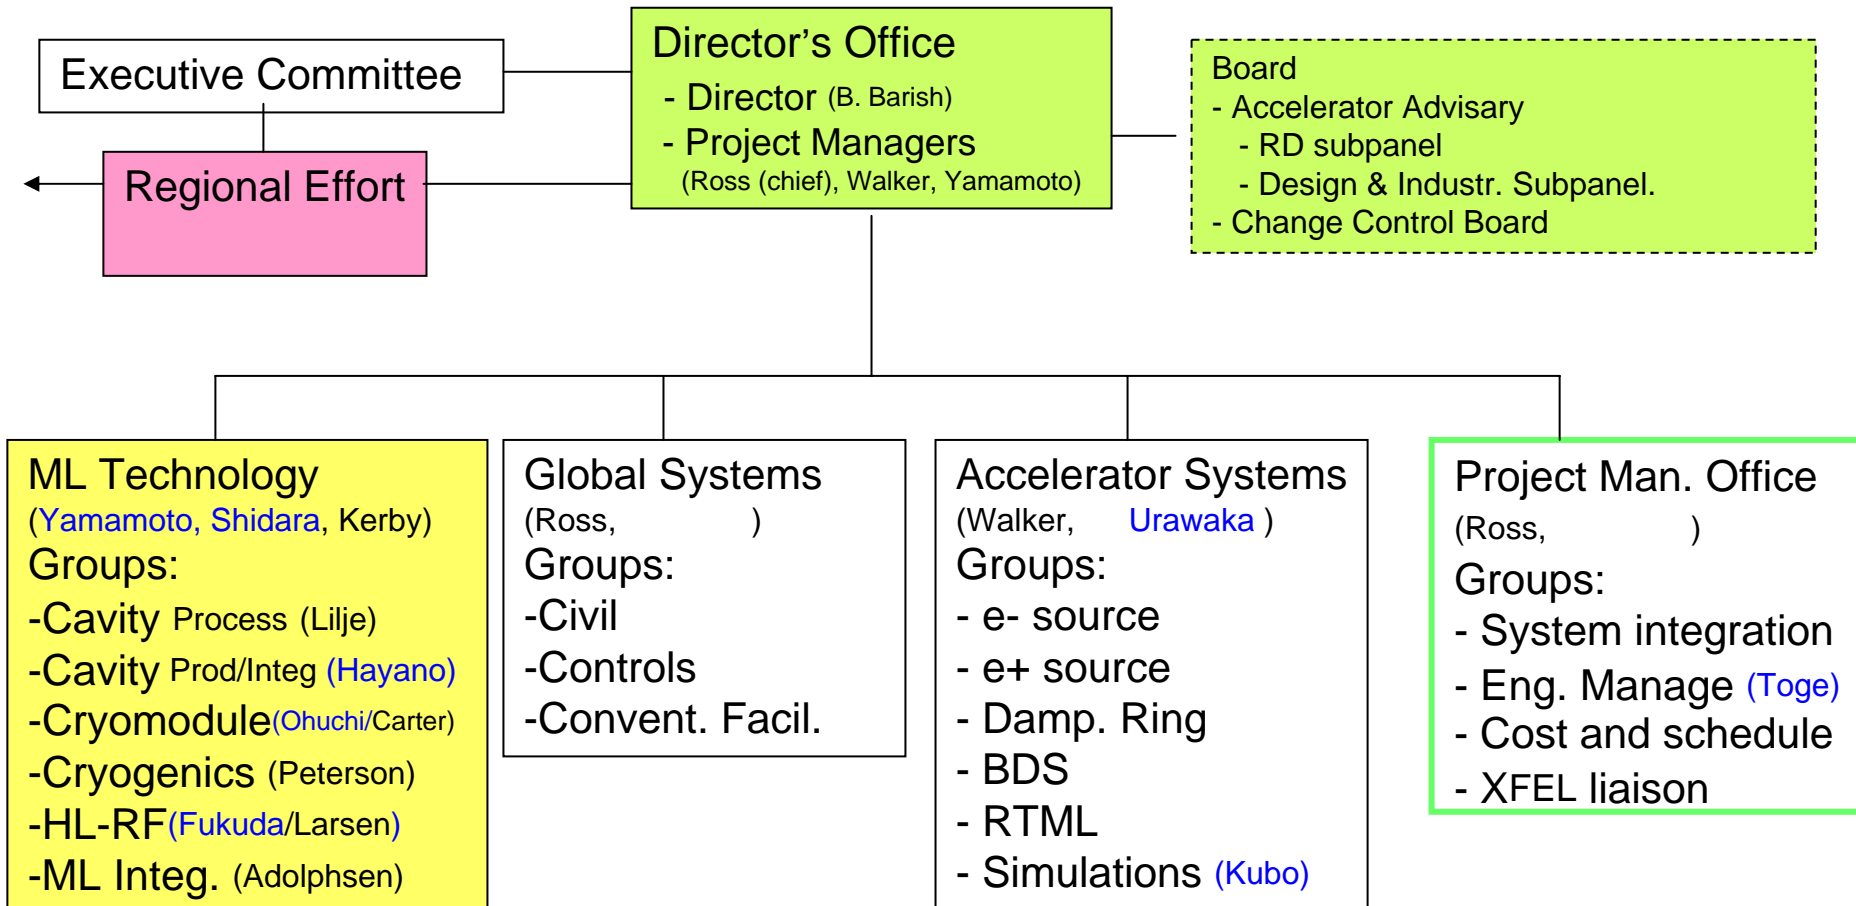 Executive Committee
Regional Effort
Director’s Office
- Director (B. Barish)
- Project Managers
(Ross (chief), Walker, Yamamoto)
Board
- Accelerator Advisary
- RD subpanel
- Design & Industr. Subpanel.
- Change Control Board
ML Technology
(Yamamoto, Shidara, Kerby)
Groups:
-Cavity Process (Lilje)
-Cavity Prod/Integ (Hayano)
-Cryomodule(Ohuchi/Carter)
-Cryogenics (Peterson)
-HL-RF(Fukuda/Larsen)
-ML Integ. (Adolphsen)
Global Systems
(Ross, )
Groups:
-Civil
-Controls
-Convent. Facil.
Accelerator Systems
(Walker, Urawaka )
Groups:
- e- source
- e+ source
- Damp. Ring
- BDS
- RTML
- Simulations (Kubo)
Project Man. Office
(Ross, )
Groups:
- System integration
- Eng. Manage (Toge)
- Cost and schedule
- XFEL liaison